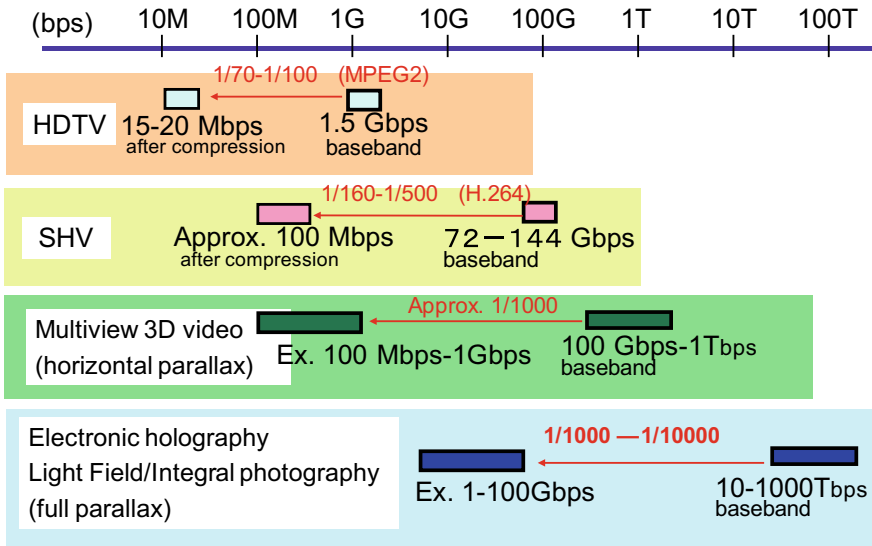 (bps) 10M 100M 1G 10G 100G 1T 10T 100T
1/70-1/100 (MPEG2)
HDTV
15-20 Mbps
after compression
1.5 Gbps
baseband
1/160-1/500 (H.264)
SHV
Approx. 100 Mbps
after compression
72−144 Gbps
baseband
Approx. 1/1000
Multiview 3D video
(horizontal parallax)
Ex. 100 Mbps-1Gbps
100 Gbps-1Tbps
baseband
1/1000 —1/10000
Electronic holography
Light Field/Integral photography
(full parallax)
Ex. 1-100Gbps
10-1000Tbps
baseband